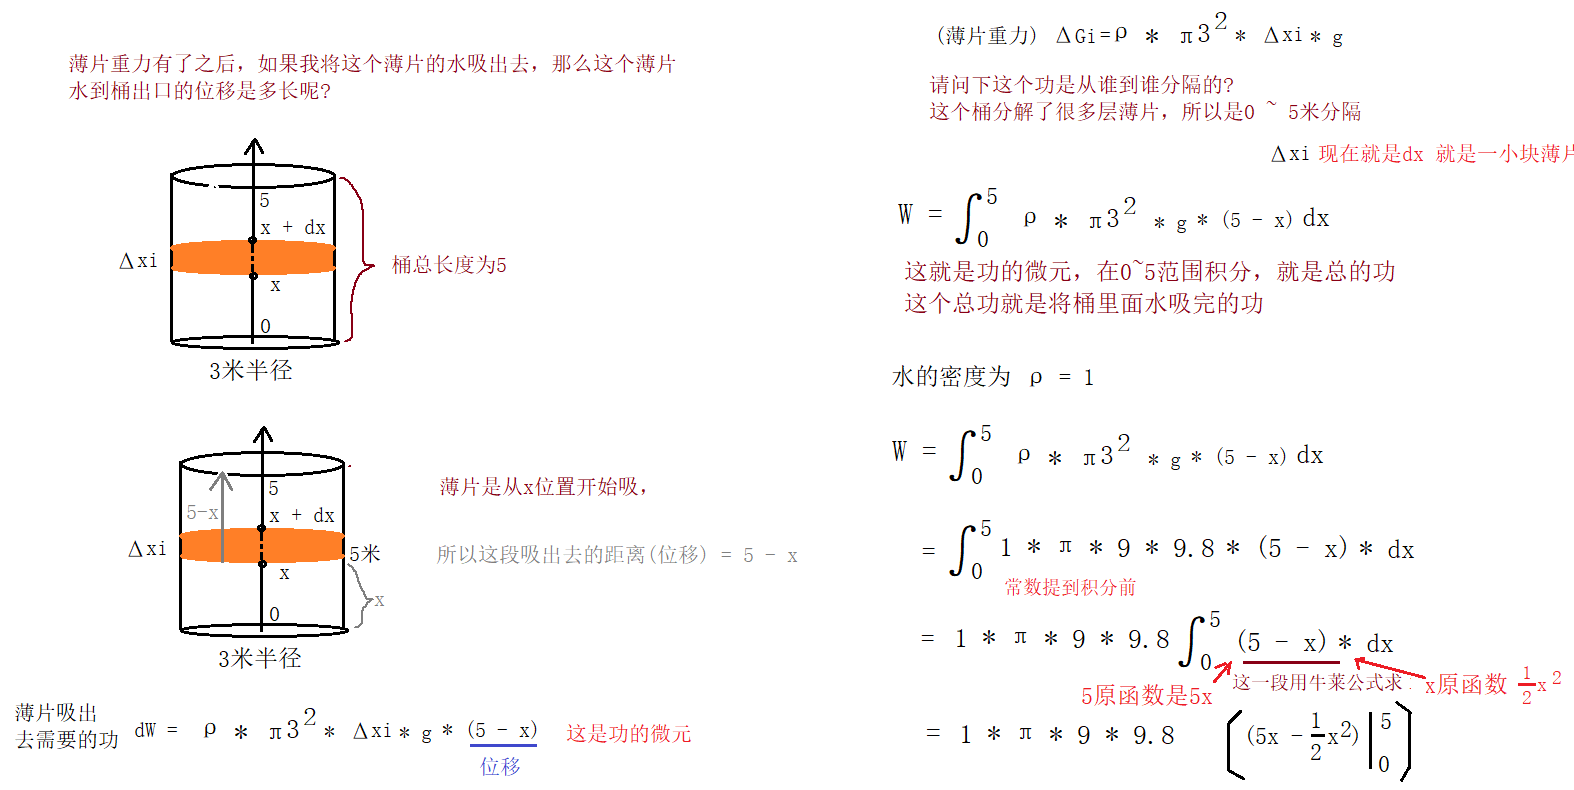 薄片重力有了之后，如果我将这个薄片的水吸出去，那么这个薄片
水到桶出口的位移是多长呢?
5
x + dx
Δxi
x
桶总长度为5
0
3米半径
5
5-x
x + dx
Δxi
5米
x
x
0
3米半径
薄片是从x位置开始吸，
所以这段吸出去的距离(位移) = 5 - x
薄片吸出
去需要的功
dW = ρ * π3² * Δxi * g * (5 - x)
这是功的微元
位移
(薄片重力) ΔGi=ρ * π3² * Δxi * g
请问下这个功是从谁到谁分隔的?
这个桶分解了很多层薄片，所以是0 ~ 5米分隔
Δxi 现在就是dx 就是一小块薄片
W = ∫₀⁵ ρ * π3² * g * (5 - x) dx
这就是功的微元，在0~5范围积分，就是总的功
这个总功就是将桶里面水吸完的功
水的密度为 ρ = 1
W = ∫₀⁵ ρ * π3² * g * (5 - x) dx
= ∫₀⁵ 1 * π * 9 * 9.8 * (5 - x) * dx
常数提到积分前
= 1 * π * 9 * 9.8 ∫₀⁵ (5 - x) * dx
5原函数是5x
这一段用牛莱公式求
x原函数 1/2 x²
= 1 * π * 9 * 9.8 ( (5x - 1/2 x²) |₀⁵ )